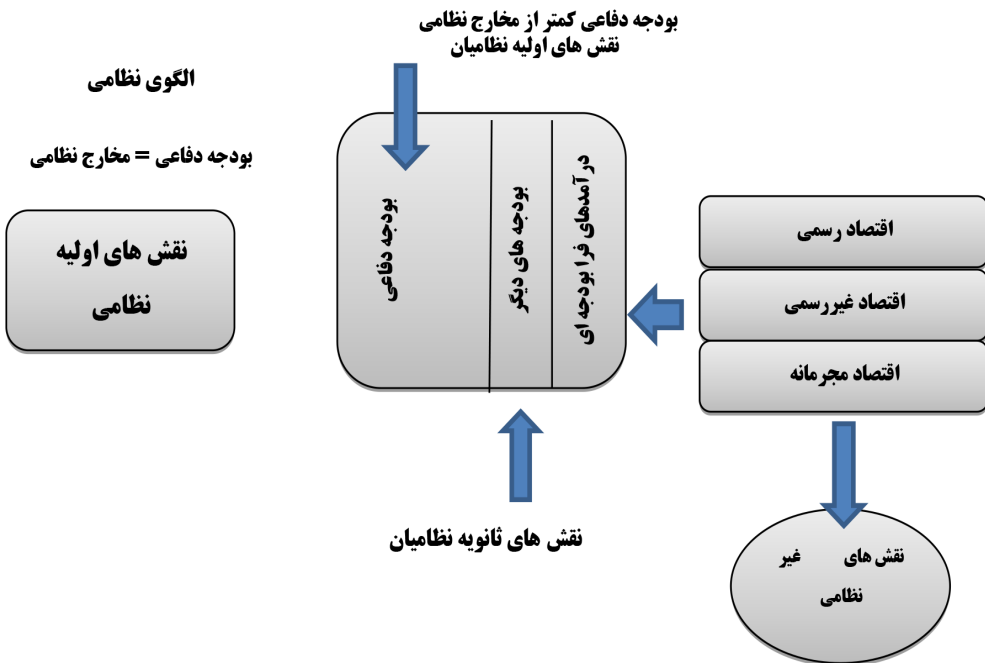 بودجه دفاعی کمتر از مخارج نظامی
نقش های اولیه نظامیان
الگوی نظامی
بودجه دفاعی = مخارج نظامی
نقش های اولیه
نظامی
بودجه دفاعی
بودجه های دیگر
درآمدهای فرا بودجه ای
اقتصاد رسمی
اقتصاد غیررسمی
اقتصاد مجرمانه
نقش های ثانویه نظامیان
نقش های غیر
نظامی